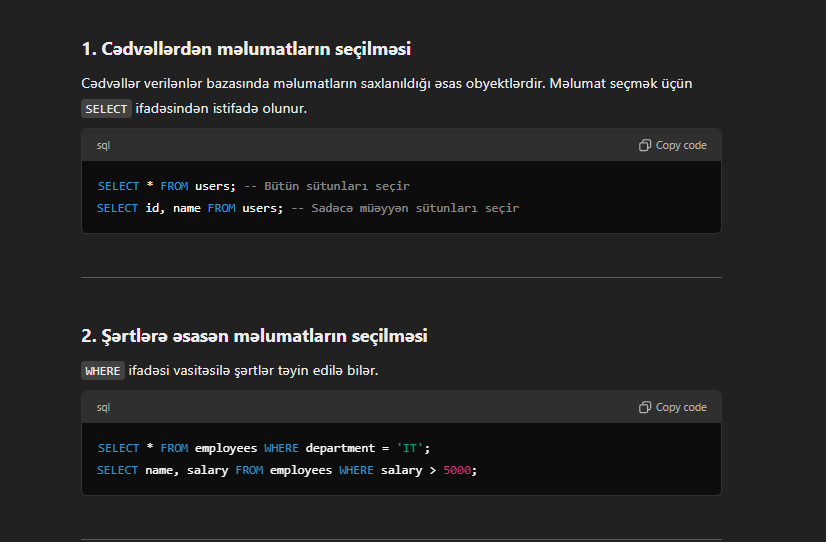 1. Cədvəllərdən məlumatların seçilməsi
Cədvəllər verilənlər bazasında məlumatların saxlanıldığı əsas obyektlərdir. Məlumat seçmək üçün
SELECT ifadəsindən istifadə olunur.
sql Copy code
SELECT * FROM users; -- Bütün sütunları seçir
SELECT id, name FROM users; -- Sadəcə müəyyən sütunları seçir
2. Şərtlərə əsasən məlumatların seçilməsi
WHERE ifadəsi vasitəsilə şərtlər təyin edilə bilər.
sql Copy code
SELECT * FROM employees WHERE department = 'IT';
SELECT name, salary FROM employees WHERE salary > 5000;